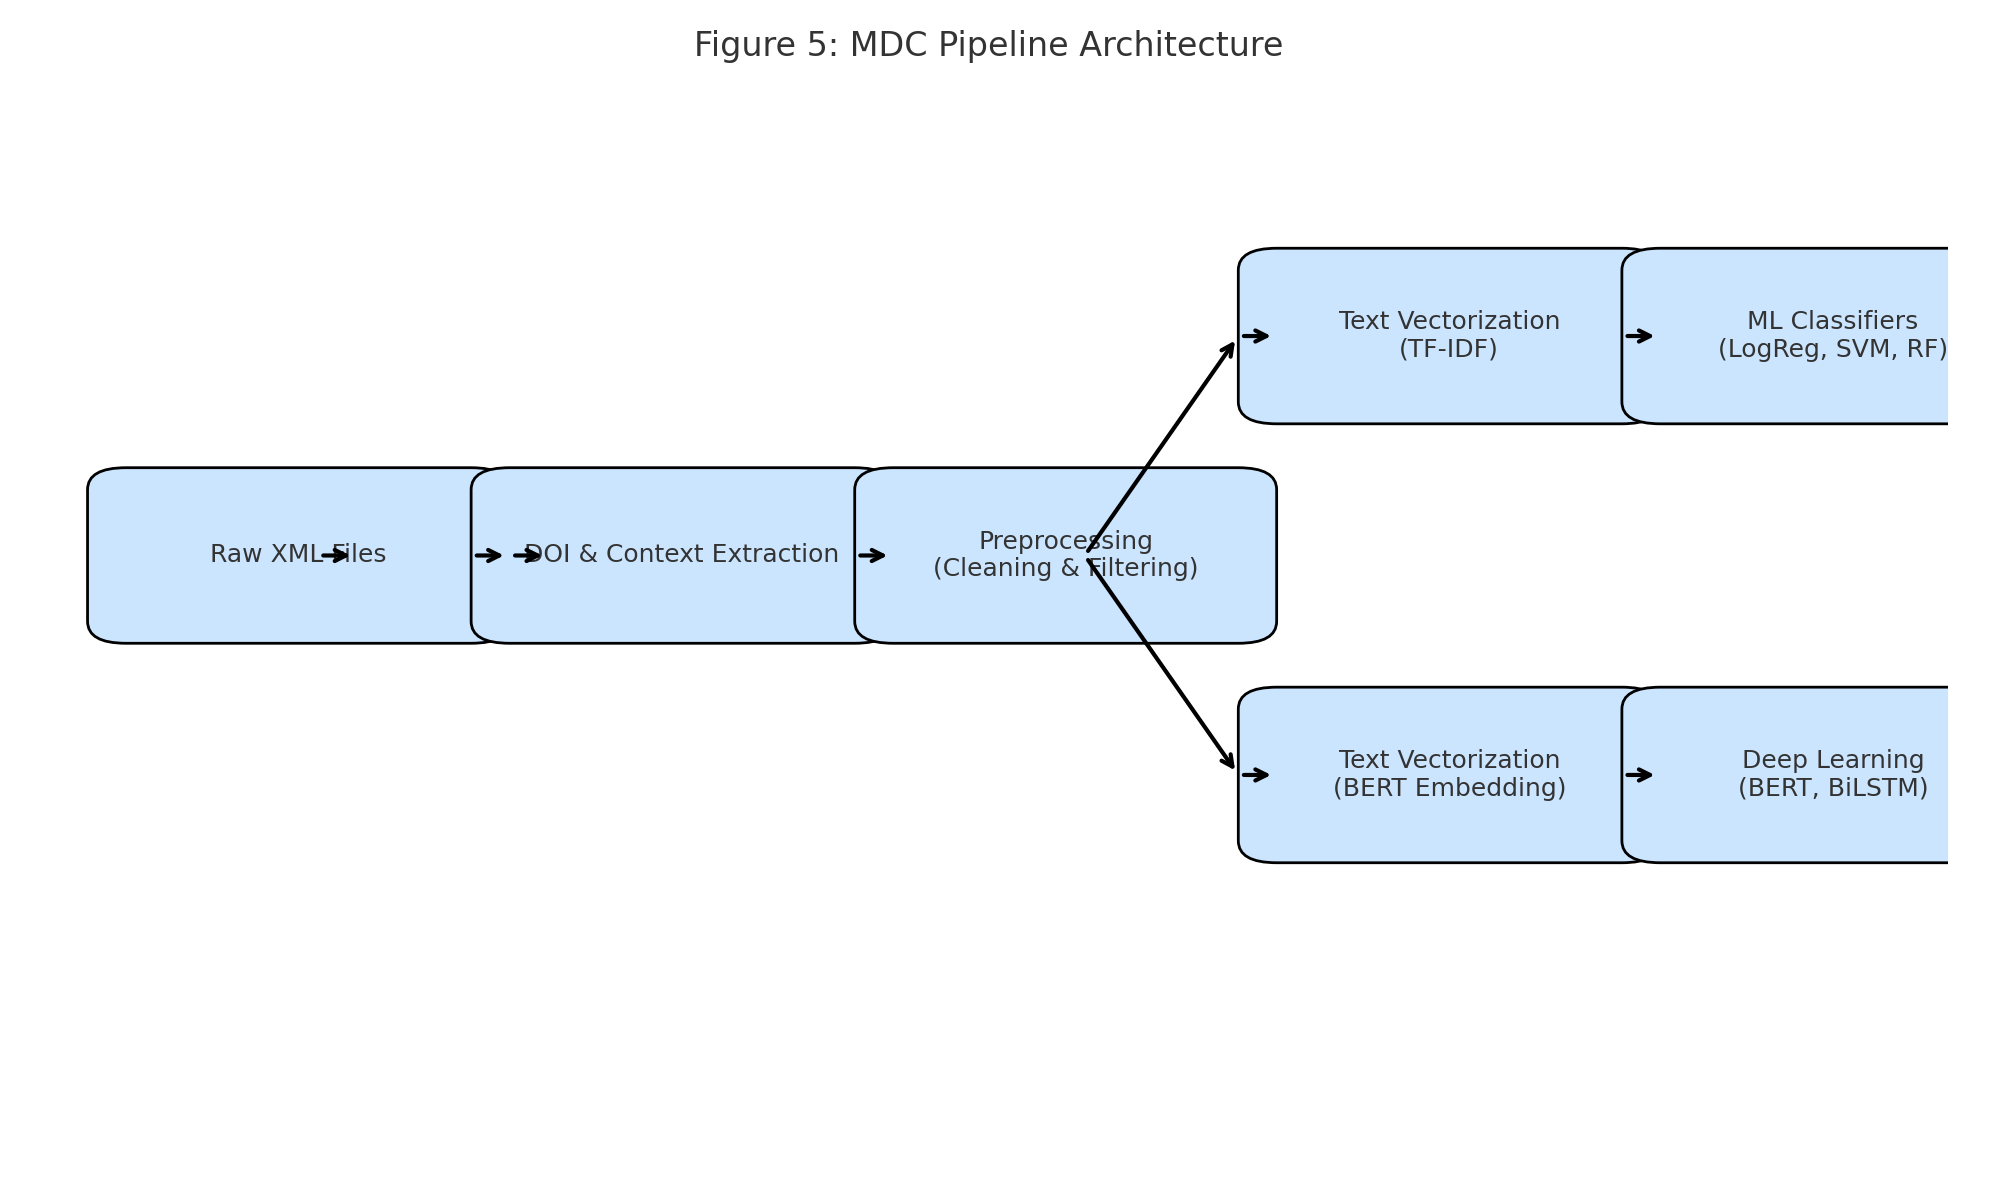 Figure 5: MDC Pipeline Architecture
Text Vectorization
(TF-IDF)
ML Classifiers
(LogReg, SVM, RF)
Raw XML Files
DOI & Context Extraction
Preprocessing
(Cleaning & Filtering)
Text Vectorization
(BERT Embedding)
Deep Learning
(BERT, BiLSTM)